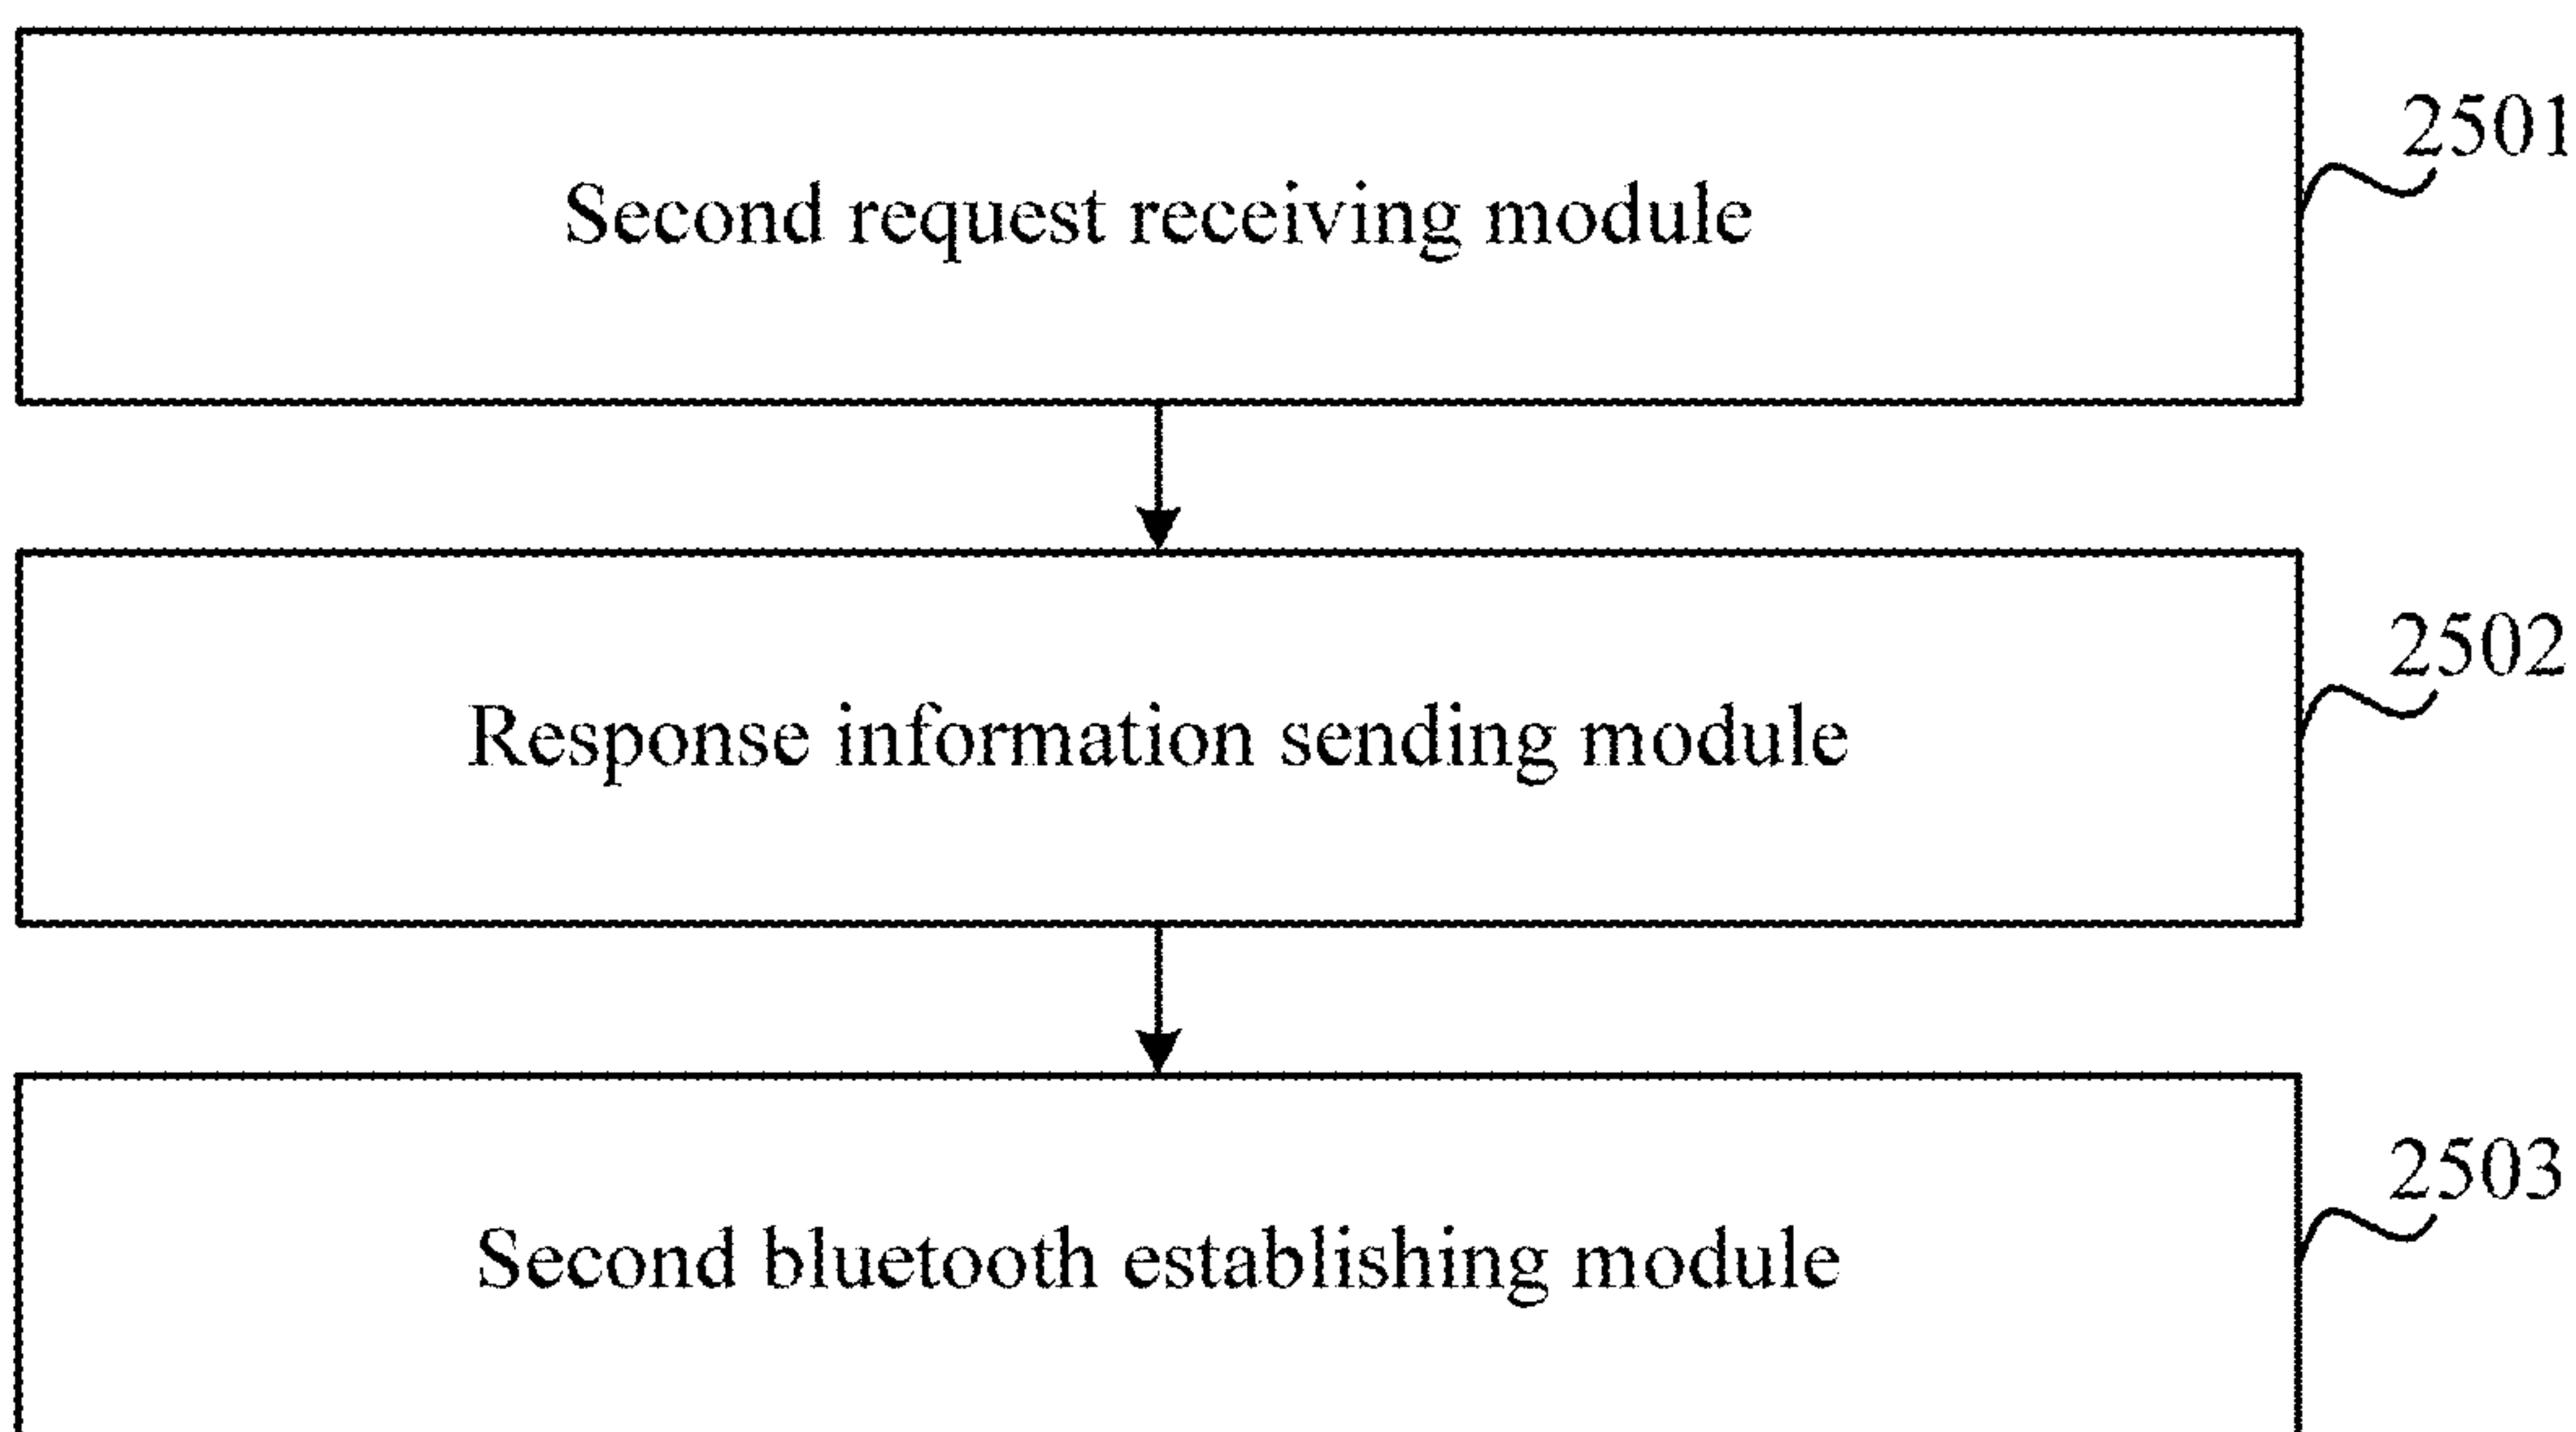 2501
Second request receiving module
2502
Response information sending module
2503
Second bluetooth establishing module